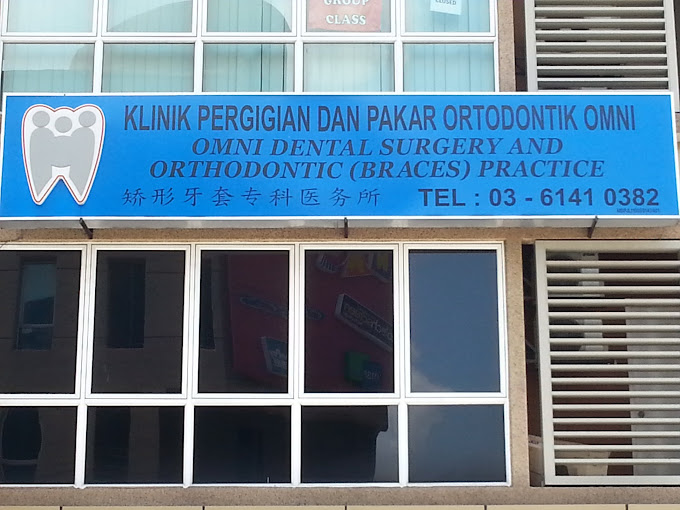 GROUP
CLASS
CLOSED
KLINIK PERGIGIAN DAN PAKAR ORTODONTIK OMNI
OMNI DENTAL SURGERY AND
ORTHODONTIC (BRACES) PRACTICE
矫形牙套专科医务所 TEL : 03 - 6141 0382